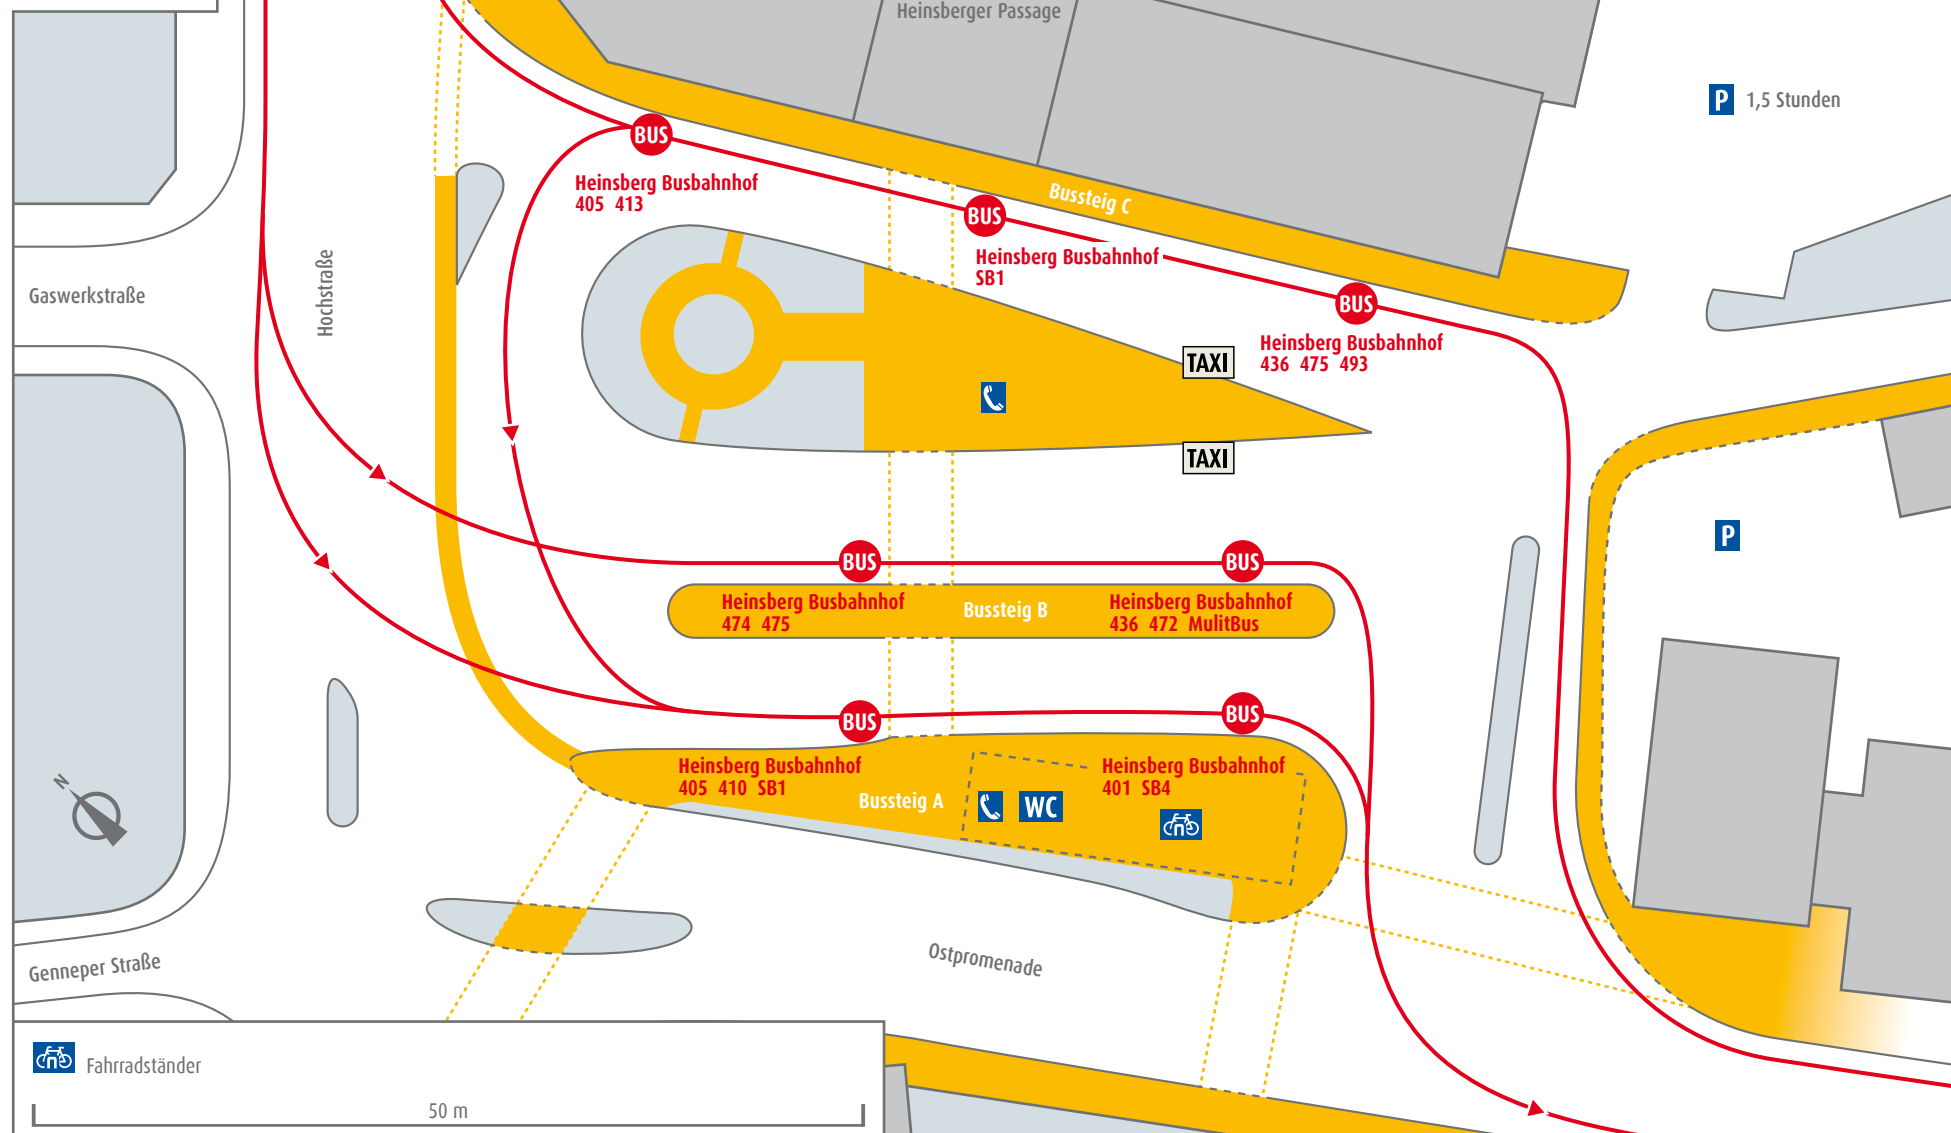 Heinsberger Passage
P 1,5 Stunden
BUS
Heinsberg Busbahnhof
405 413
Bussteig C
BUS
Heinsberg Busbahnhof
SB1
Gaswerkstraße
Hochstraße
BUS
Heinsberg Busbahnhof
436 475 493
TAXI
TAXI
P
BUS
BUS
Heinsberg Busbahnhof
474 475
Bussteig B
Heinsberg Busbahnhof
436 472 MulitBus
BUS
BUS
Heinsberg Busbahnhof
405 410 SB1
Bussteig A
WC
Heinsberg Busbahnhof
401 SB4
N
Genneper Straße
Ostpromenade
Fahrradständer
50 m